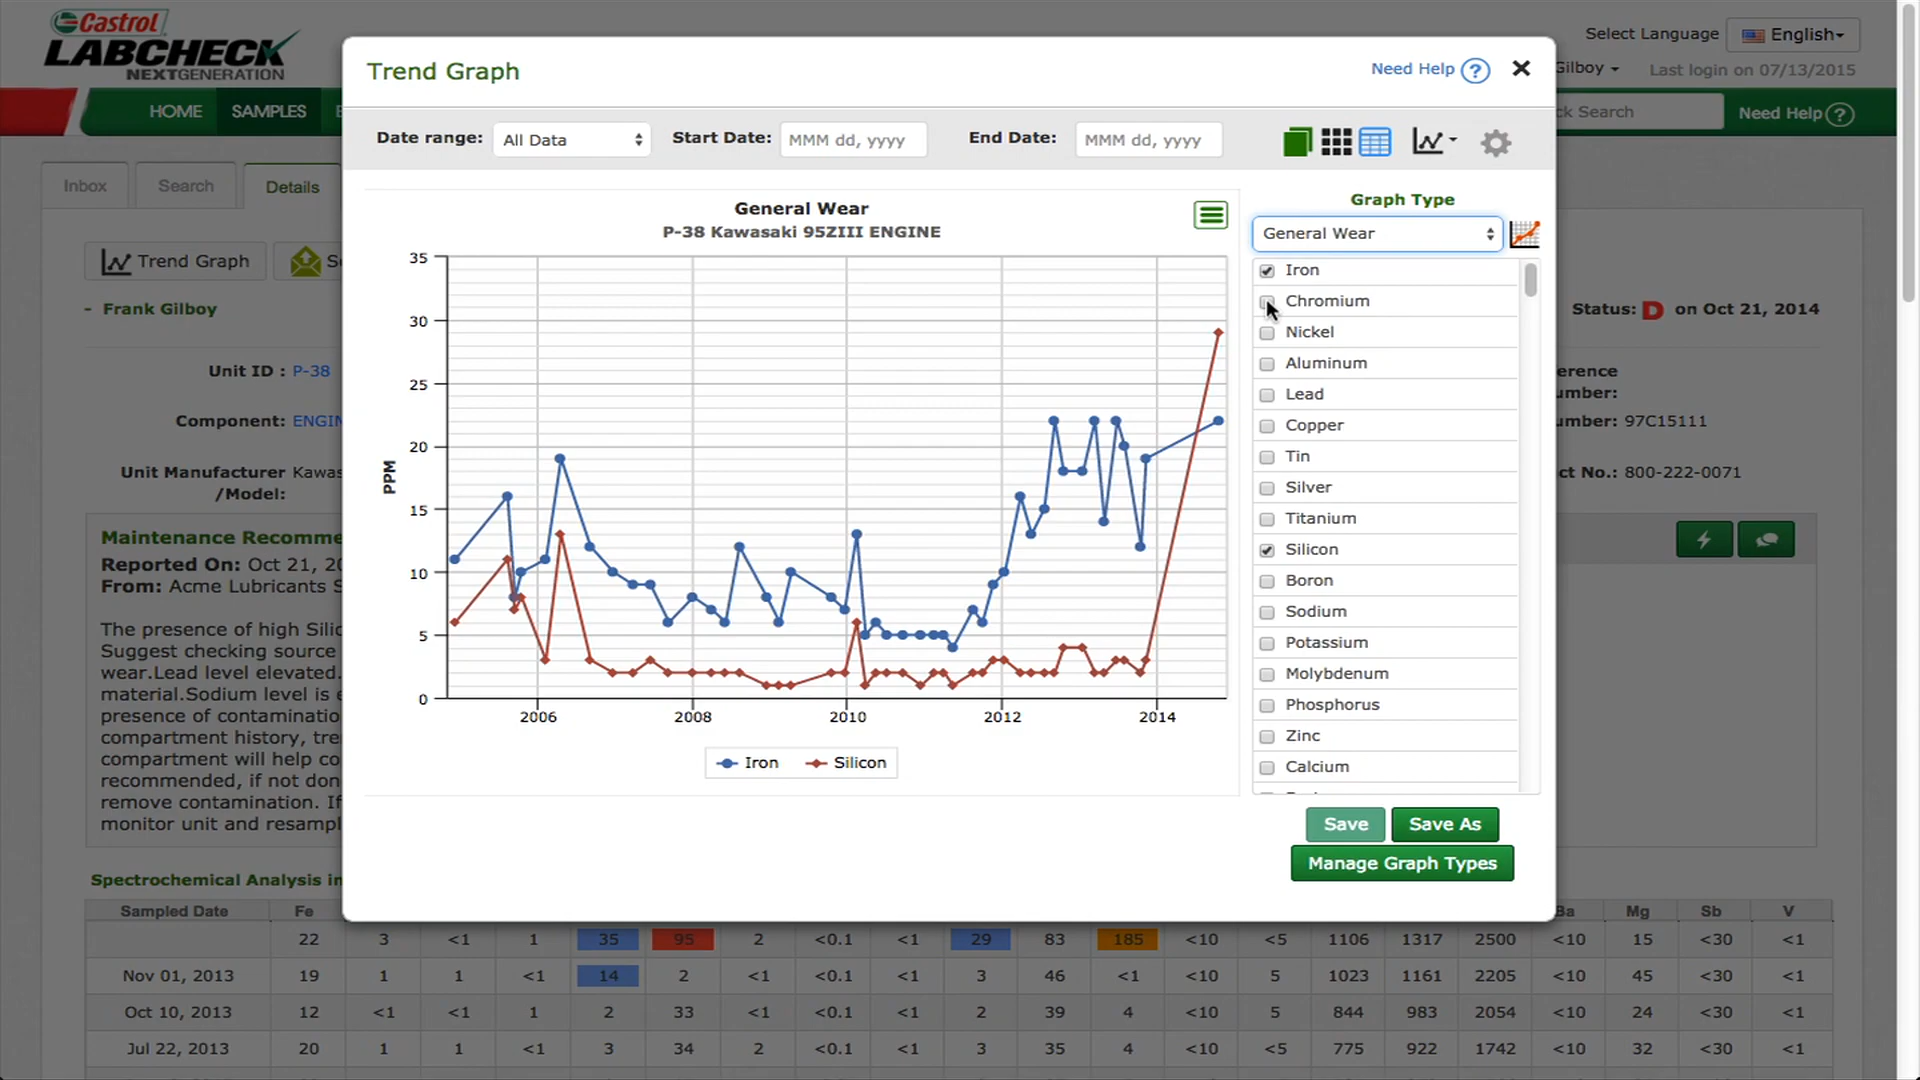 Castrol
LABCHECK
NEXTGENERATION
Select Language
English
Gilboy
Last login on 07/13/2015
HOME
SAMPLES
ck Search
Need Help
Inbox
Search
Details
Trend Graph
- Frank Gilboy
Status: D on Oct 21, 2014
Unit ID : P-38
Component: ENGIN
Unit Manufacturer
/Model:
Kawas
erence
umber:
umber: 97C15111
ct No.: 800-222-0071
Maintenance Recomme
Reported On: Oct 21, 20
From: Acme Lubricants S
The presence of high Silic
Suggest checking source
wear.Lead level elevated.
material.Sodium level is e
presence of contaminatio
compartment history, tre
compartment will help co
recommended, if not don
remove contamination. If
monitor unit and resampl
Trend Graph
Need Help ?
Date range:
All Data
Start Date:
MMM dd, yyyy
End Date:
MMM dd, yyyy
General Wear
P-38 Kawasaki 95ZIII ENGINE
PPM
35
30
25
20
15
10
5
0
2006
2008
2010
2012
2014
Iron
Silicon
Graph Type
General Wear
Iron
Chromium
Nickel
Aluminum
Lead
Copper
Tin
Silver
Titanium
Silicon
Boron
Sodium
Potassium
Molybdenum
Phosphorus
Zinc
Calcium
Save
Save As
Manage Graph Types
Spectrochemical Analysis in
Sampled Date Fe Ba Mg Sb V
22 3 <1 1 35 95 2 <0.1 <1 29 83 185 <10 <5 1106 1317 2500 <10 15 <30 <1
Nov 01, 2013 19 1 1 <1 14 2 <1 <0.1 <1 3 46 <1 <10 5 1023 1161 2205 <10 45 <30 <1
Oct 10, 2013 12 <1 <1 1 2 33 <1 <0.1 <1 2 39 4 <10 5 844 983 2054 <10 24 <30 <1
Jul 22, 2013 20 1 1 <1 3 34 2 <0.1 <1 3 35 4 <10 <5 775 922 1742 <10 32 <30 <1